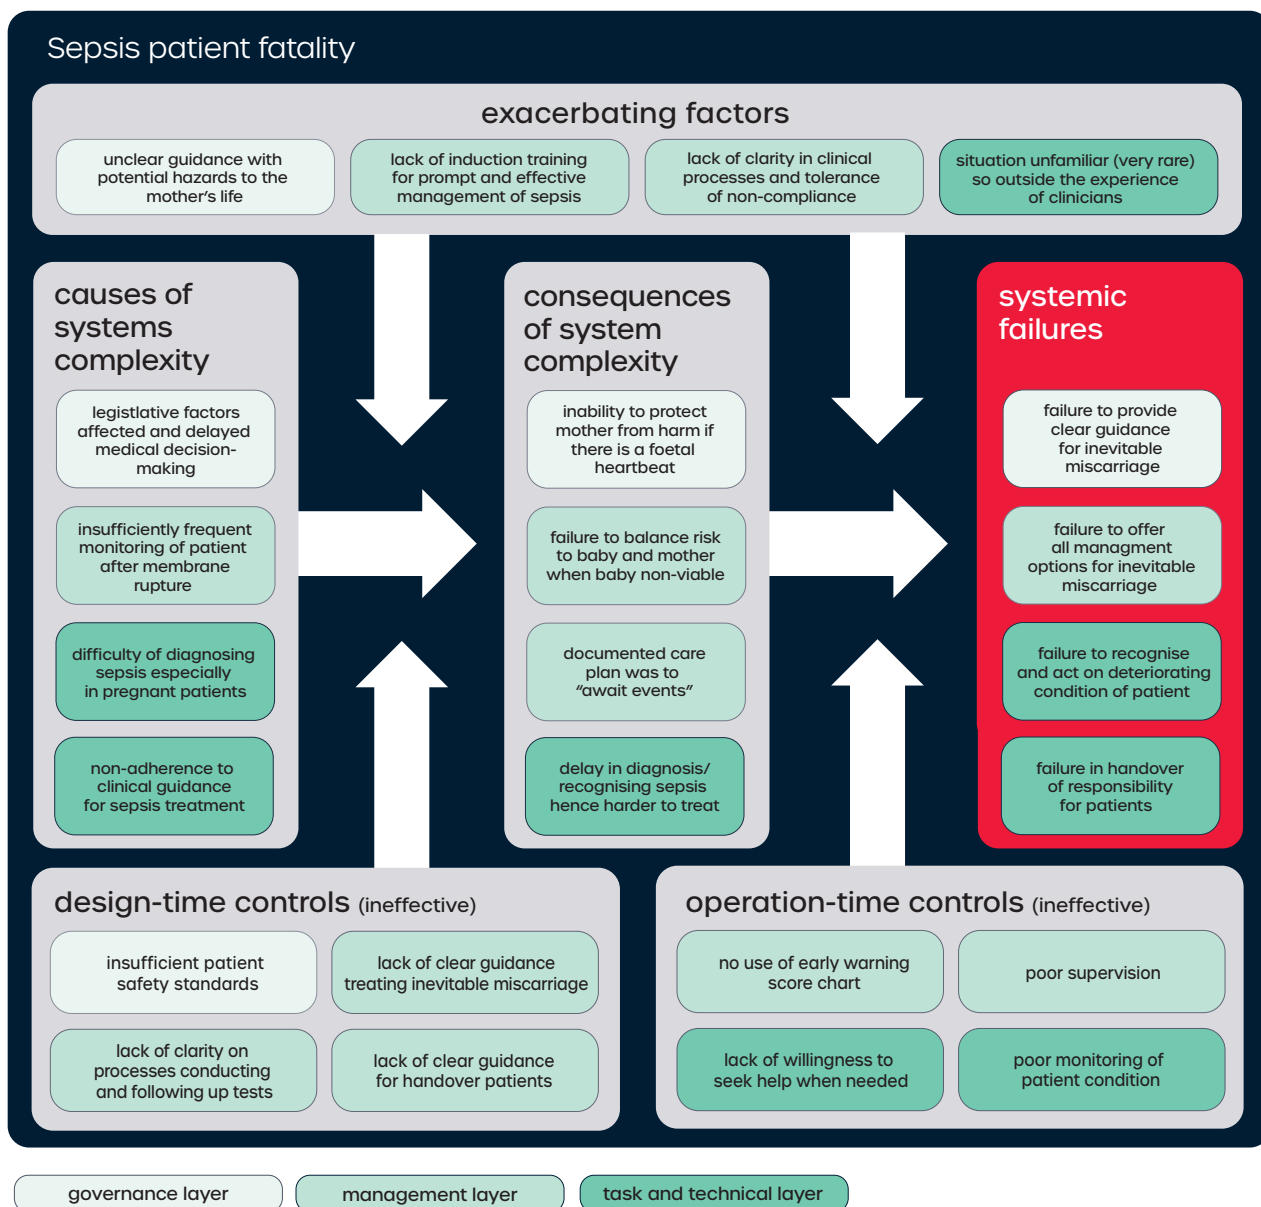 Sepsis patient fatality
exacerbating factors
unclear guidance with
potential hazards to the
mother's life
lack of induction training
for prompt and effective
management of sepsis
lack of clarity in clinical
processes and tolerance
of non-compliance
situation unfamiliar (very rare)
so outside the experience
of clinicians
causes of
systems
complexity
legistlative factors
affected and delayed
medical decision-
making
insufficiently frequent
monitoring of patient
after membrane
rupture
difficulty of diagnosing
sepsis especially
in pregnant patients
non-adherence to
clinical guidance
for sepsis treatment
consequences
of system
complexity
inability to protect
mother from harm if
there is a foetal
heartbeat
failure to balance risk
to baby and mother
when baby non-viable
documented care
plan was to
“await events”
delay in diagnosis/
recognising sepsis
hence harder to treat
systemic
failures
failure to provide
clear guidance
for inevitable
miscarriage
failure to offer
all managment
options for inevitable
miscarriage
failure to recognise
and act on deteriorating
condition of patient
failure in handover
of responsibility
for patients
design-time controls (ineffective)
insufficient patient
safety standards
lack of clear guidance
treating inevitable miscarriage
lack of clarity on
processes conducting
and following up tests
lack of clear guidance
for handover patients
operation-time controls (ineffective)
no use of early warning
score chart
poor supervision
lack of willingness to
seek help when needed
poor monitoring of
patient condition
governance layer
management layer
task and technical layer